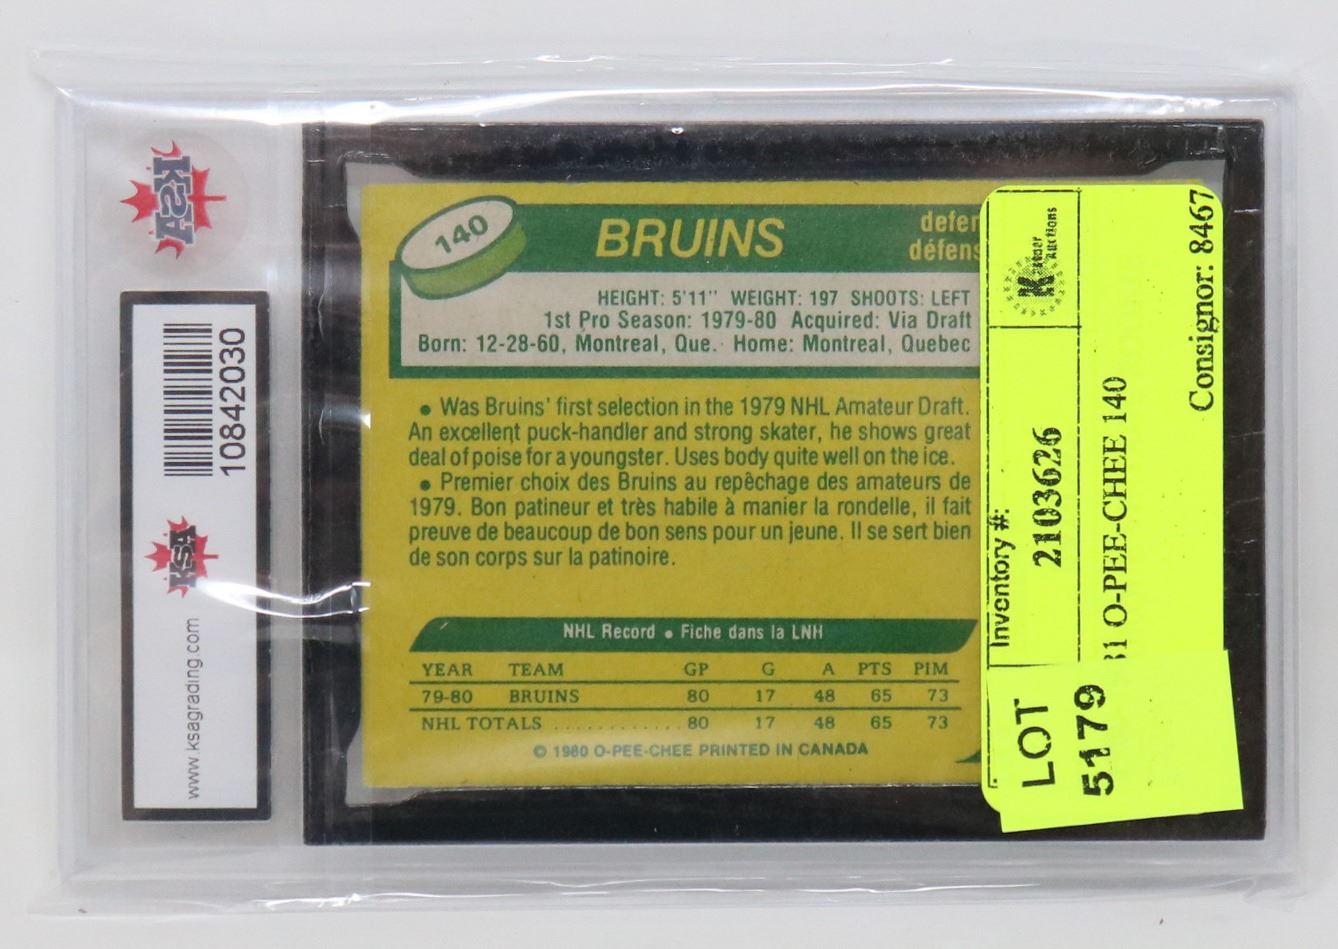 KSA
10842030
KSA
www.ksagrading.com
140
BRUINS
defen
défens
HEIGHT: 5'11" WEIGHT: 197 SHOOTS: LEFT
1st Pro Season: 1979-80 Acquired: Via Draft
Born: 12-28-60, Montreal, Que. Home: Montreal, Quebec
• Was Bruins' first selection in the 1979 NHL Amateur Draft.
An excellent puck-handler and strong skater, he shows great
deal of poise for a youngster. Uses body quite well on the ice.
• Premier choix des Bruins au repêchage des amateurs de
1979. Bon patineur et très habile à manier la rondelle, il fait
preuve de beaucoup de bon sens pour un jeune. Il se sert bien
de son corps sur la patinoire.
NHL Record • Fiche dans la LNH
YEAR TEAM GP G A PTS PIM
79-80 BRUINS 80 17 48 65 73
NHL TOTALS ............ 80 17 48 65 73
© 1980 O-PEE-CHEE PRINTED IN CANADA
Auctions
Inventory #:
2103626
31 O-PEE-CHEE 140
Consignor: 8467
LOT
5179